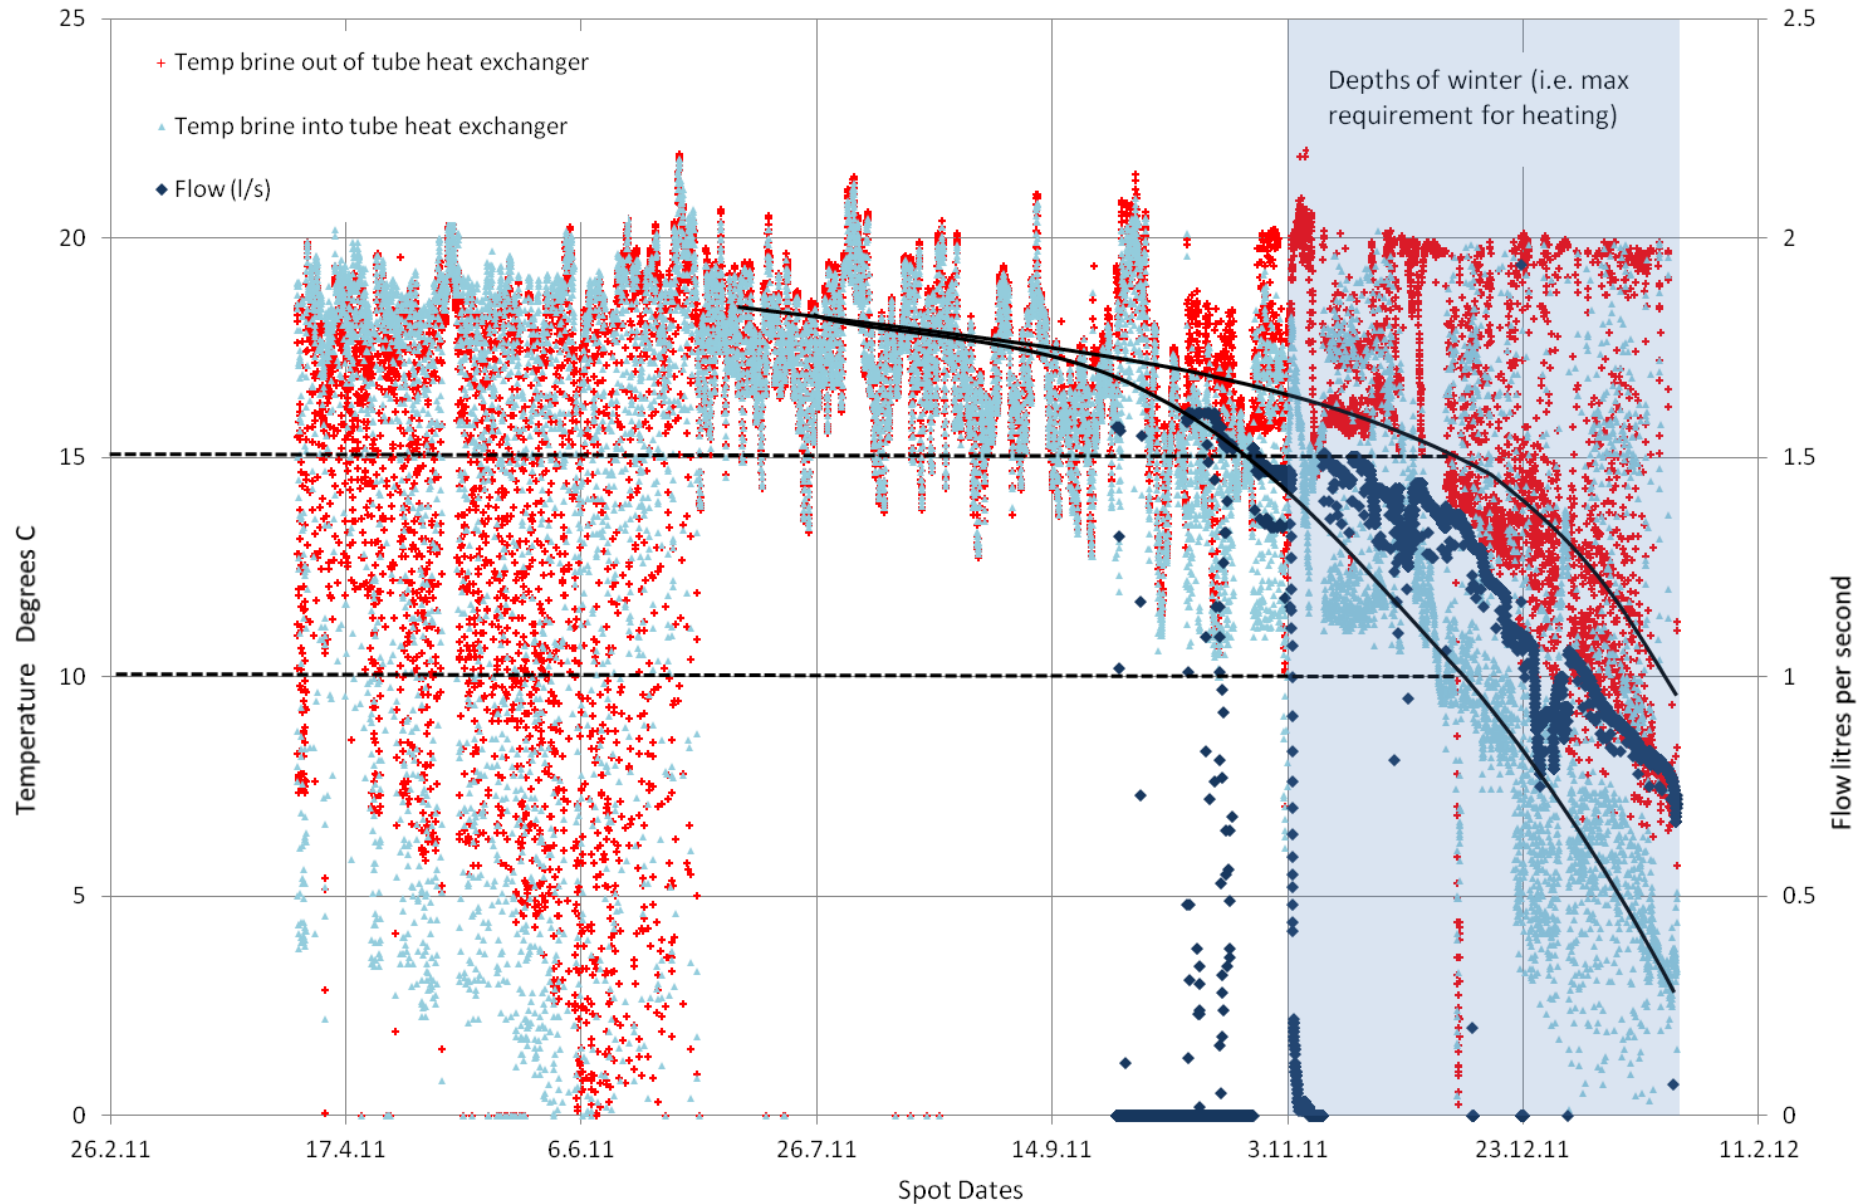 25
20
15
10
5
0
Temperature Degrees C
Temp brine out of tube heat exchanger
Temp brine into tube heat exchanger
Flow (l/s)
Depths of winter (i.e. max
requirement for heating)
2.5
2
1.5
1
0.5
0
Flow litres per second
26.2.11
17.4.11
6.6.11
26.7.11
14.9.11
3.11.11
23.12.11
11.2.12
Spot Dates